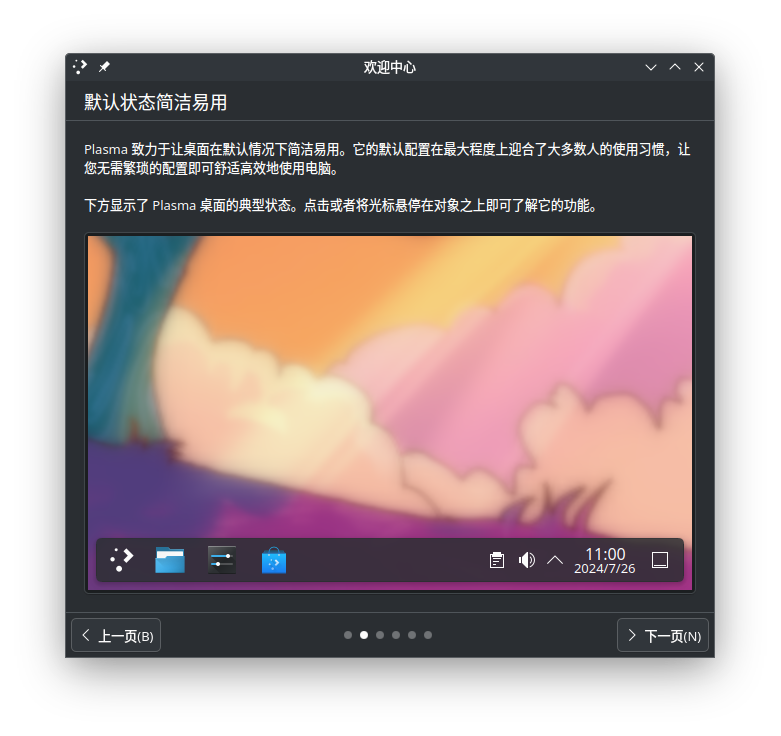 欢迎中心
默认状态简洁易用
Plasma 致力于让桌面在默认情况下简洁易用。它的默认配置在最大程度上迎合了大多数人的使用习惯，让
您无需繁琐的配置即可舒适高效地使用电脑。
下方显示了 Plasma 桌面的典型状态。点击或者将光标悬停在对象之上即可了解它的功能。
11:00
2024/7/26
上一页(B)
下一页(N)